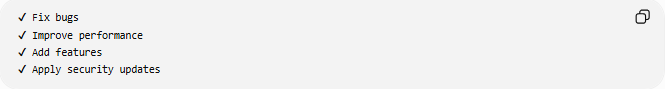 ✓ Fix bugs
✓ Improve performance
✓ Add features
✓ Apply security updates